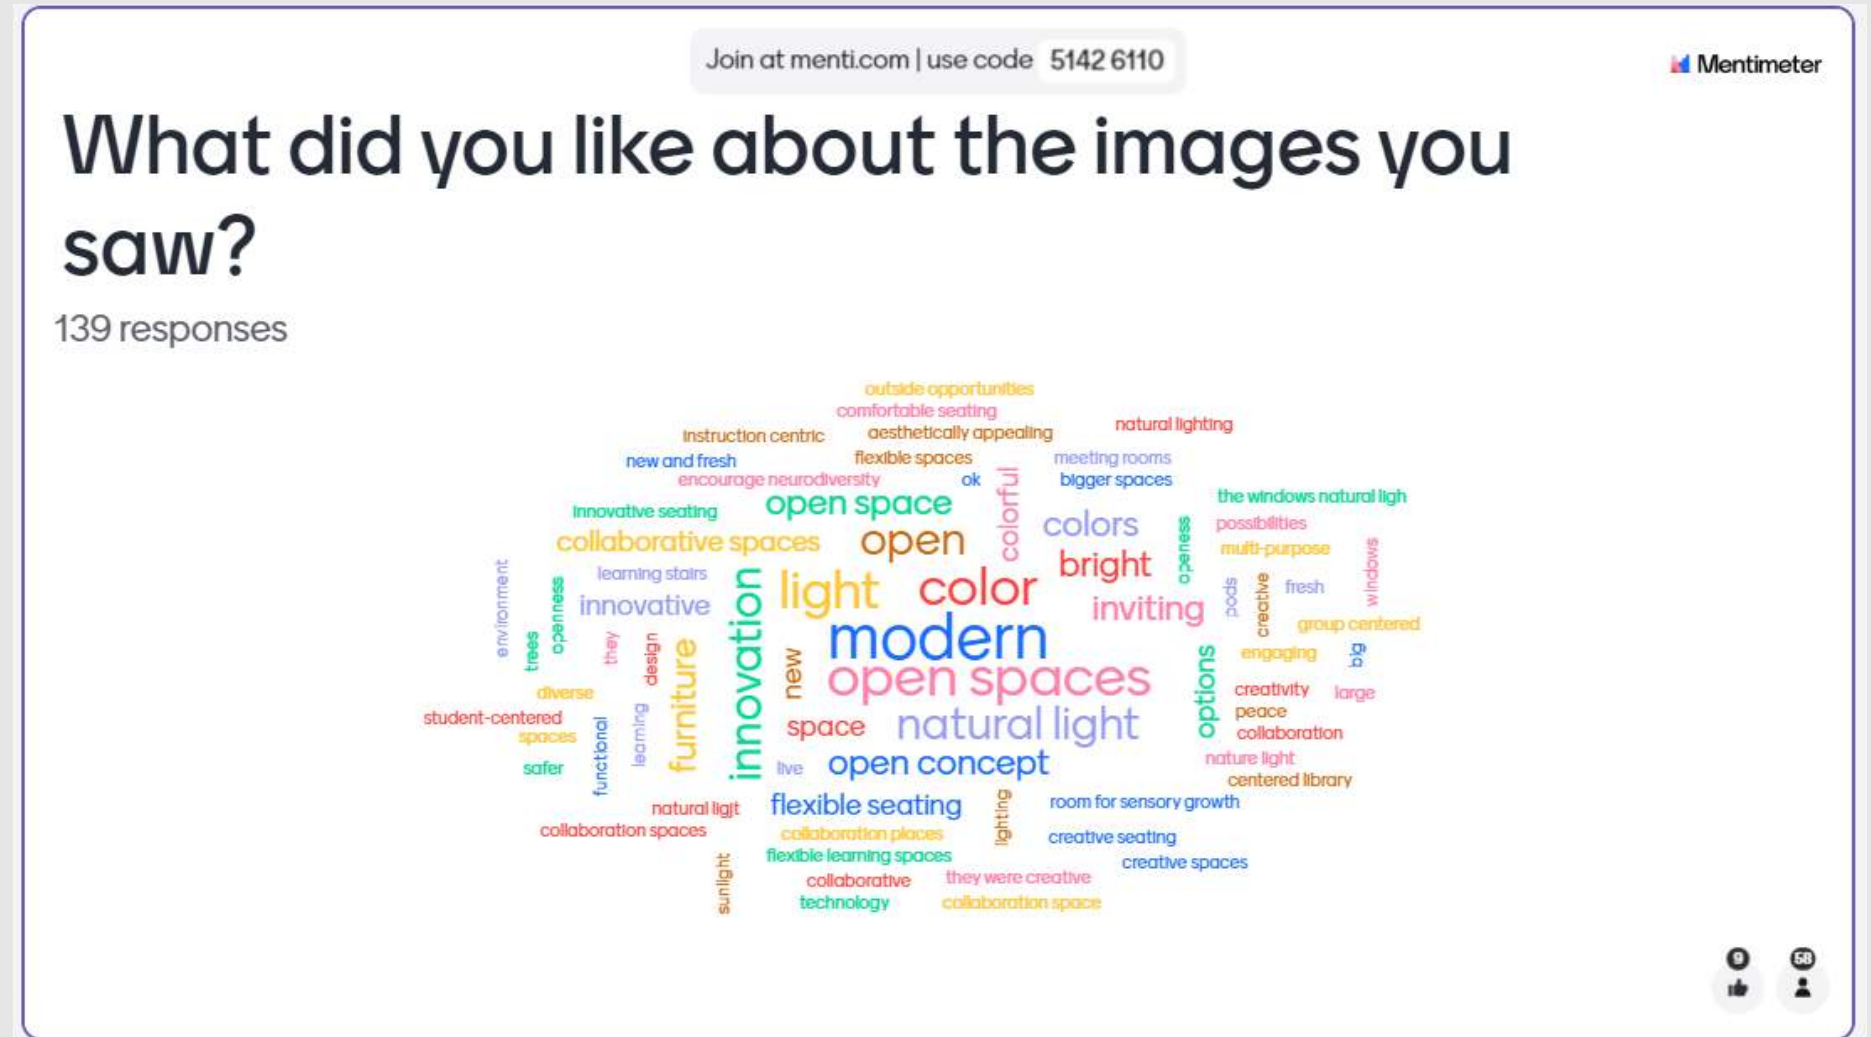 Join at menti.com | use code 5142 6110
Mentimeter
What did you like about the images you
saw?
139 responses
outside opportunities
comfortable seating
natural lighting
instruction centric
aesthetically appealing
new and fresh
flexible spaces
meeting rooms
encourage neurodiversity
ok
colorful
bigger spaces
innovative seating
open space
the windows natural ligh
colors
possibilities
collaborative spaces
open
openess
multi-purpose
windows
environment
learning stairs
bright
openness
innovative
innovation
light
color
inviting
pods
creative
fresh
group centered
trees
they
design
furniture
modern
engaging
big
new
open spaces
options
diverse
creativity
large
student-centered
spaces
functional
learning
space
natural light
peace
collaboration
safer
live
open concept
nature light
centered library
natural ligjt
flexible seating
lighting
room for sensory growth
collaboration spaces
collaboration places
creative seating
flexible learning spaces
creative spaces
sunlight
collaborative
they were creative
technology
collaboration space
9
58